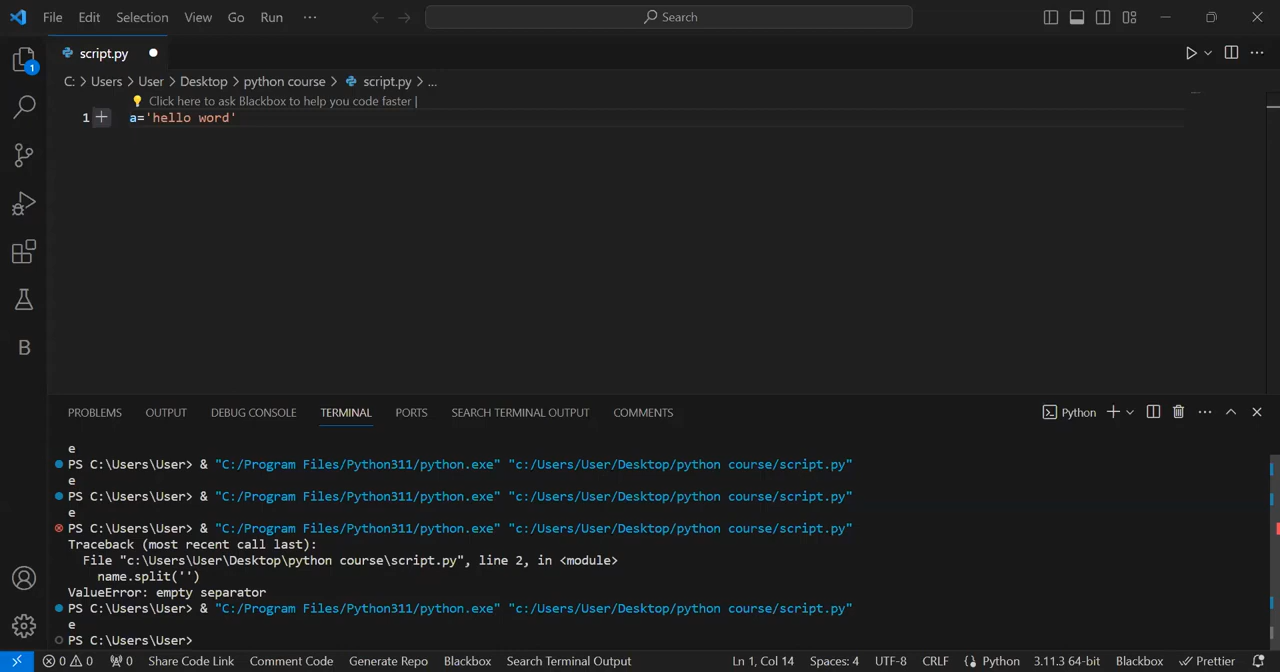 File Edit Selection View Go Run ··· Search
script.py
C: > Users > User > Desktop > python course > script.py > ...
Click here to ask Blackbox to help you code faster |
1 + a='hello word'
1
B
PROBLEMS OUTPUT DEBUG CONSOLE TERMINAL PORTS SEARCH TERMINAL OUTPUT COMMENTS Python
e
PS C:\Users\User> & "C:/Program Files/Python311/python.exe" "c:/Users/User/Desktop/python course/script.py"
e
PS C:\Users\User> & "C:/Program Files/Python311/python.exe" "c:/Users/User/Desktop/python course/script.py"
e
PS C:\Users\User> & "C:/Program Files/Python311/python.exe" "c:/Users/User/Desktop/python course/script.py"
Traceback (most recent call last):
  File "c:\Users\User\Desktop\python course\script.py", line 2, in <module>
    name.split('')
ValueError: empty separator
PS C:\Users\User> & "C:/Program Files/Python311/python.exe" "c:/Users/User/Desktop/python course/script.py"
e
PS C:\Users\User>
0 0 0 Share Code Link Comment Code Generate Repo Blackbox Search Terminal Output Ln 1, Col 14 Spaces: 4 UTF-8 CRLF Python 3.11.3 64-bit Blackbox Prettier